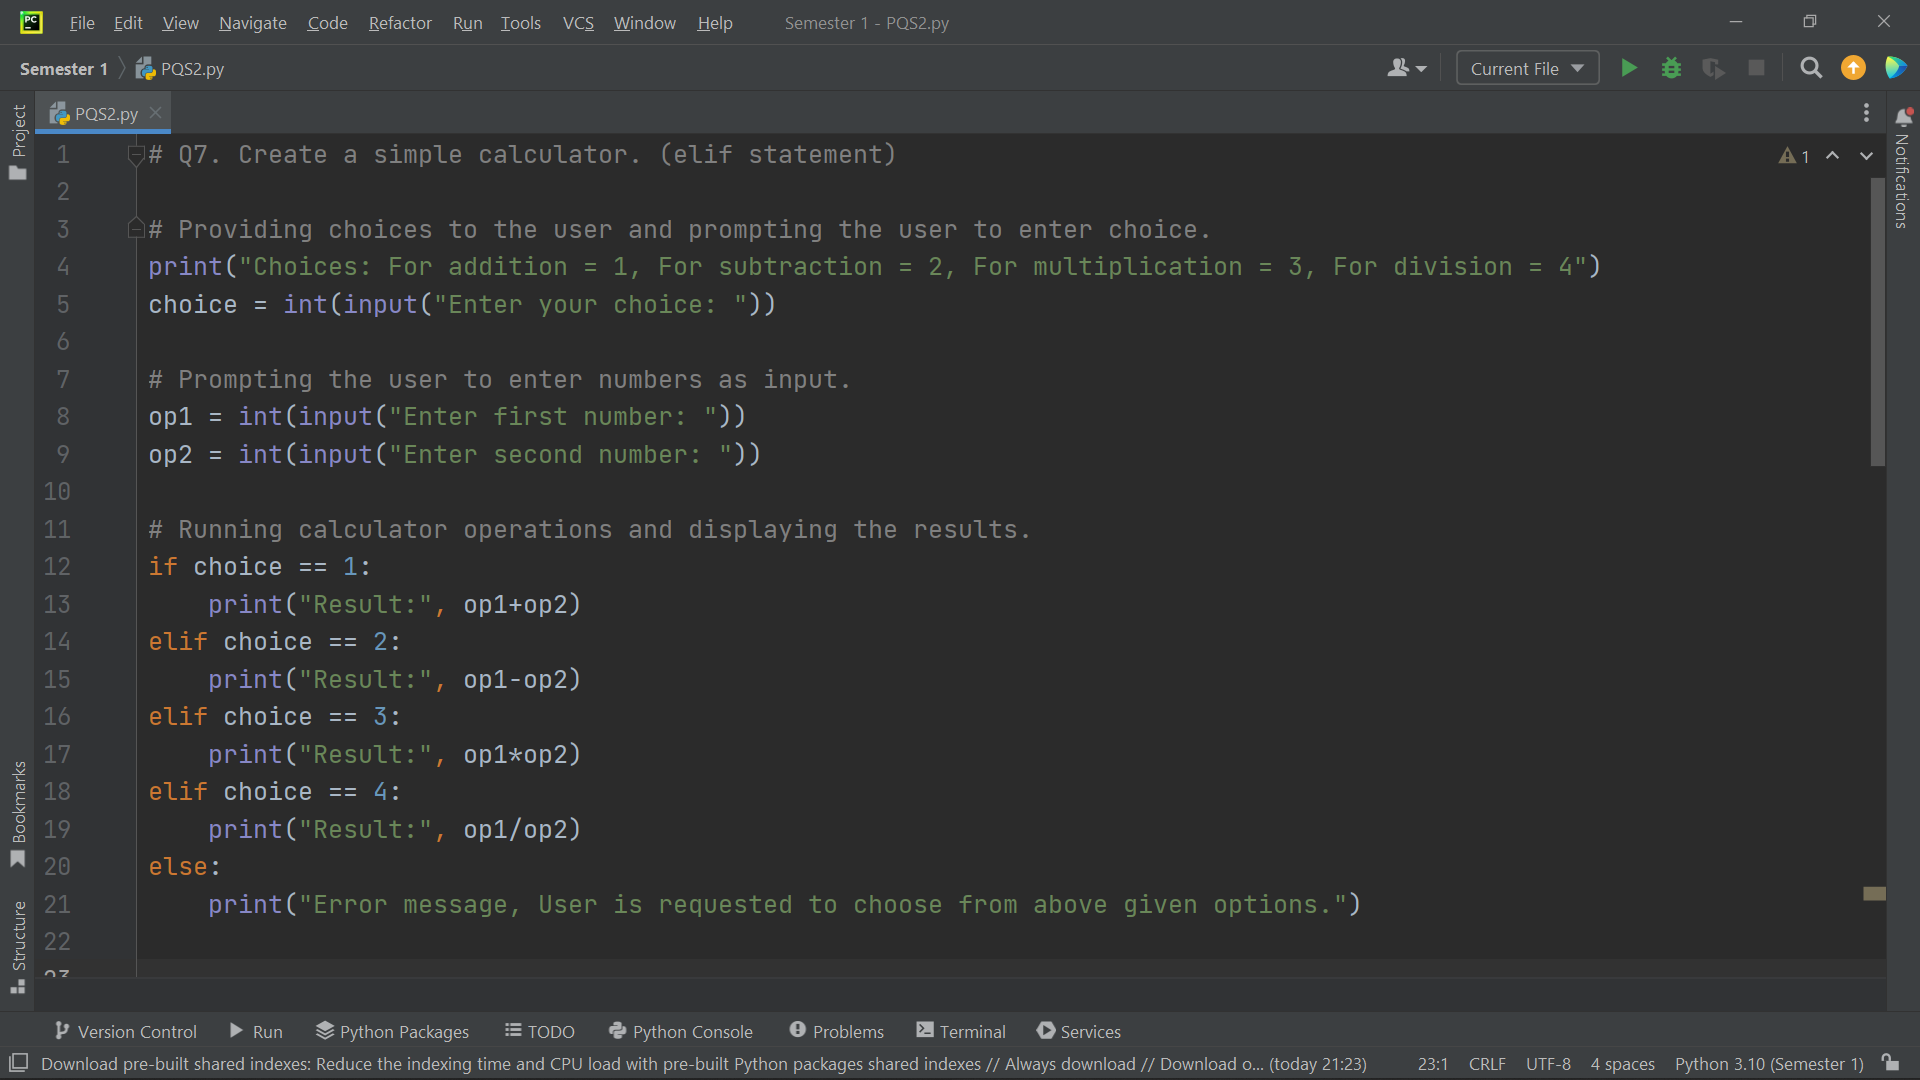 PC File Edit View Navigate Code Refactor Run Tools VCS Window Help Semester 1 - PQS2.py
Semester 1 PQS2.py Current File
Project
PQS2.py
Notifications
1 # Q7. Create a simple calculator. (elif statement) 1
2
3 # Providing choices to the user and prompting the user to enter choice.
4 print("Choices: For addition = 1, For subtraction = 2, For multiplication = 3, For division = 4")
5 choice = int(input("Enter your choice: "))
6
7 # Prompting the user to enter numbers as input.
8 op1 = int(input("Enter first number: "))
9 op2 = int(input("Enter second number: "))
10
11 # Running calculator operations and displaying the results.
12 if choice == 1:
13     print("Result:", op1+op2)
14 elif choice == 2:
15     print("Result:", op1-op2)
16 elif choice == 3:
17     print("Result:", op1*op2)
18 elif choice == 4:
19     print("Result:", op1/op2)
20 else:
21     print("Error message, User is requested to choose from above given options.")
22
23
Bookmarks
Structure
Version Control Run Python Packages TODO Python Console Problems Terminal Services
Download pre-built shared indexes: Reduce the indexing time and CPU load with pre-built Python packages shared indexes // Always download // Download o... (today 21:23) 23:1 CRLF UTF-8 4 spaces Python 3.10 (Semester 1)